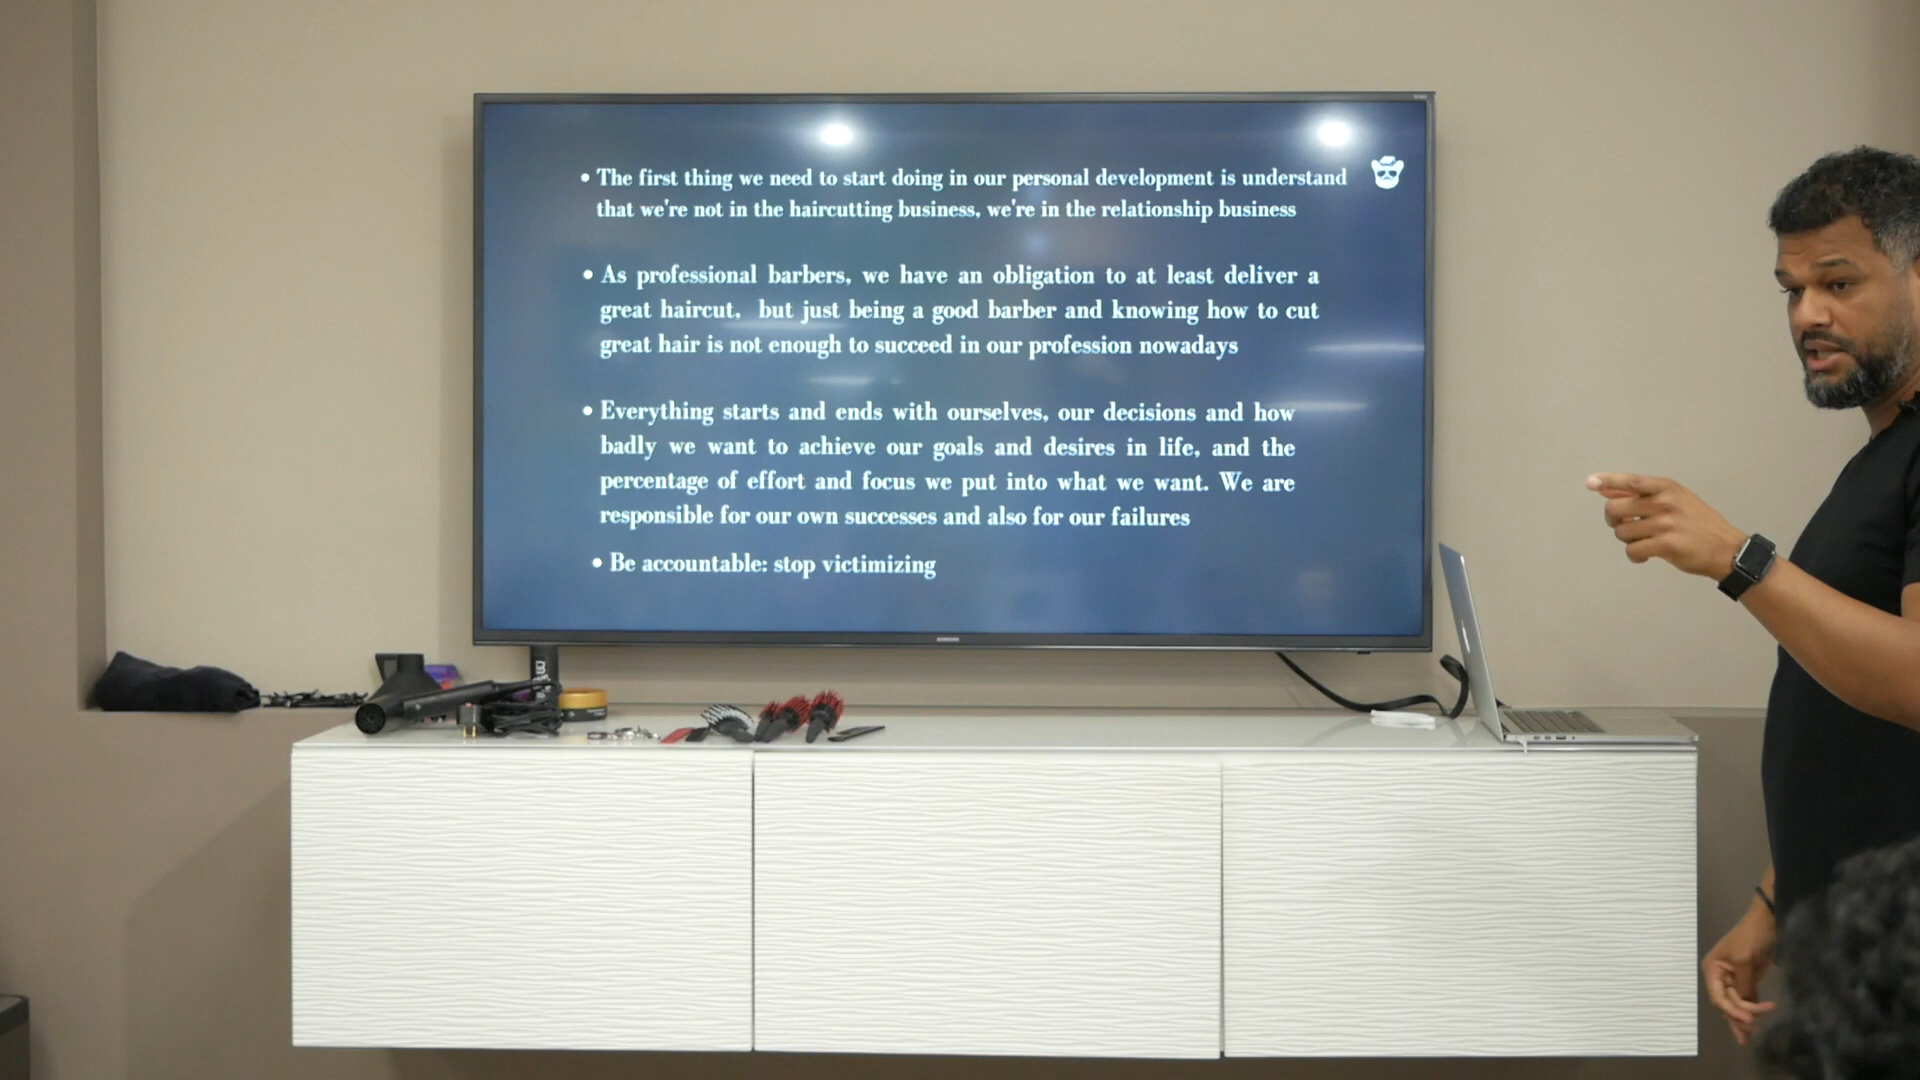 • The first thing we need to start doing in our personal development is understand
that we're not in the haircutting business, we're in the relationship business
• As professional barbers, we have an obligation to at least deliver a
great haircut, but just being a good barber and knowing how to cut
great hair is not enough to succeed in our profession nowadays
• Everything starts and ends with ourselves, our decisions and how
badly we want to achieve our goals and desires in life, and the
percentage of effort and focus we put into what we want. We are
responsible for our own successes and also for our failures
• Be accountable: stop victimizing
SAMSUNG